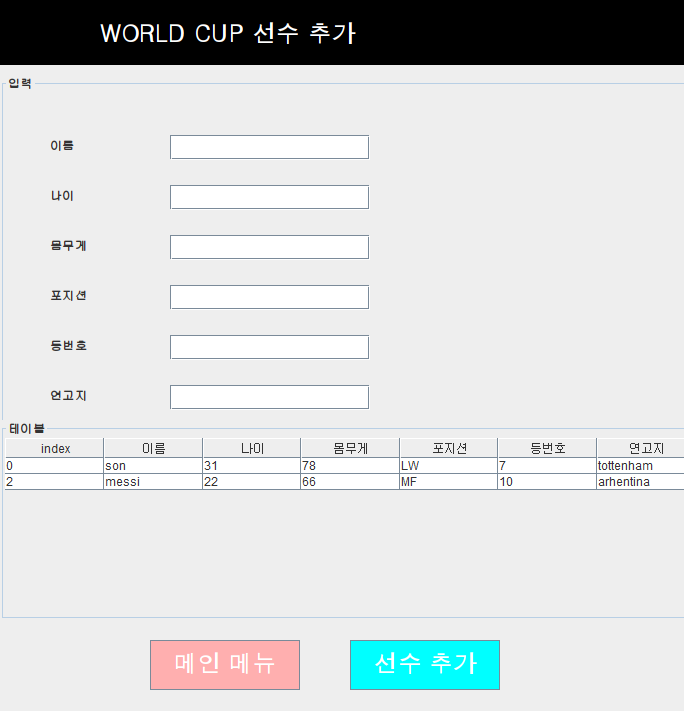 WORLD CUP 선수 추가
입력
이름
나이
몸무게
포지션
등번호
연고지
테이블
index 이름 나이 몸무게 포지션 등번호 연고지
0 son 31 78 LW 7 tottenham
2 messi 22 66 MF 10 arhentina
메인 메뉴 선수 추가